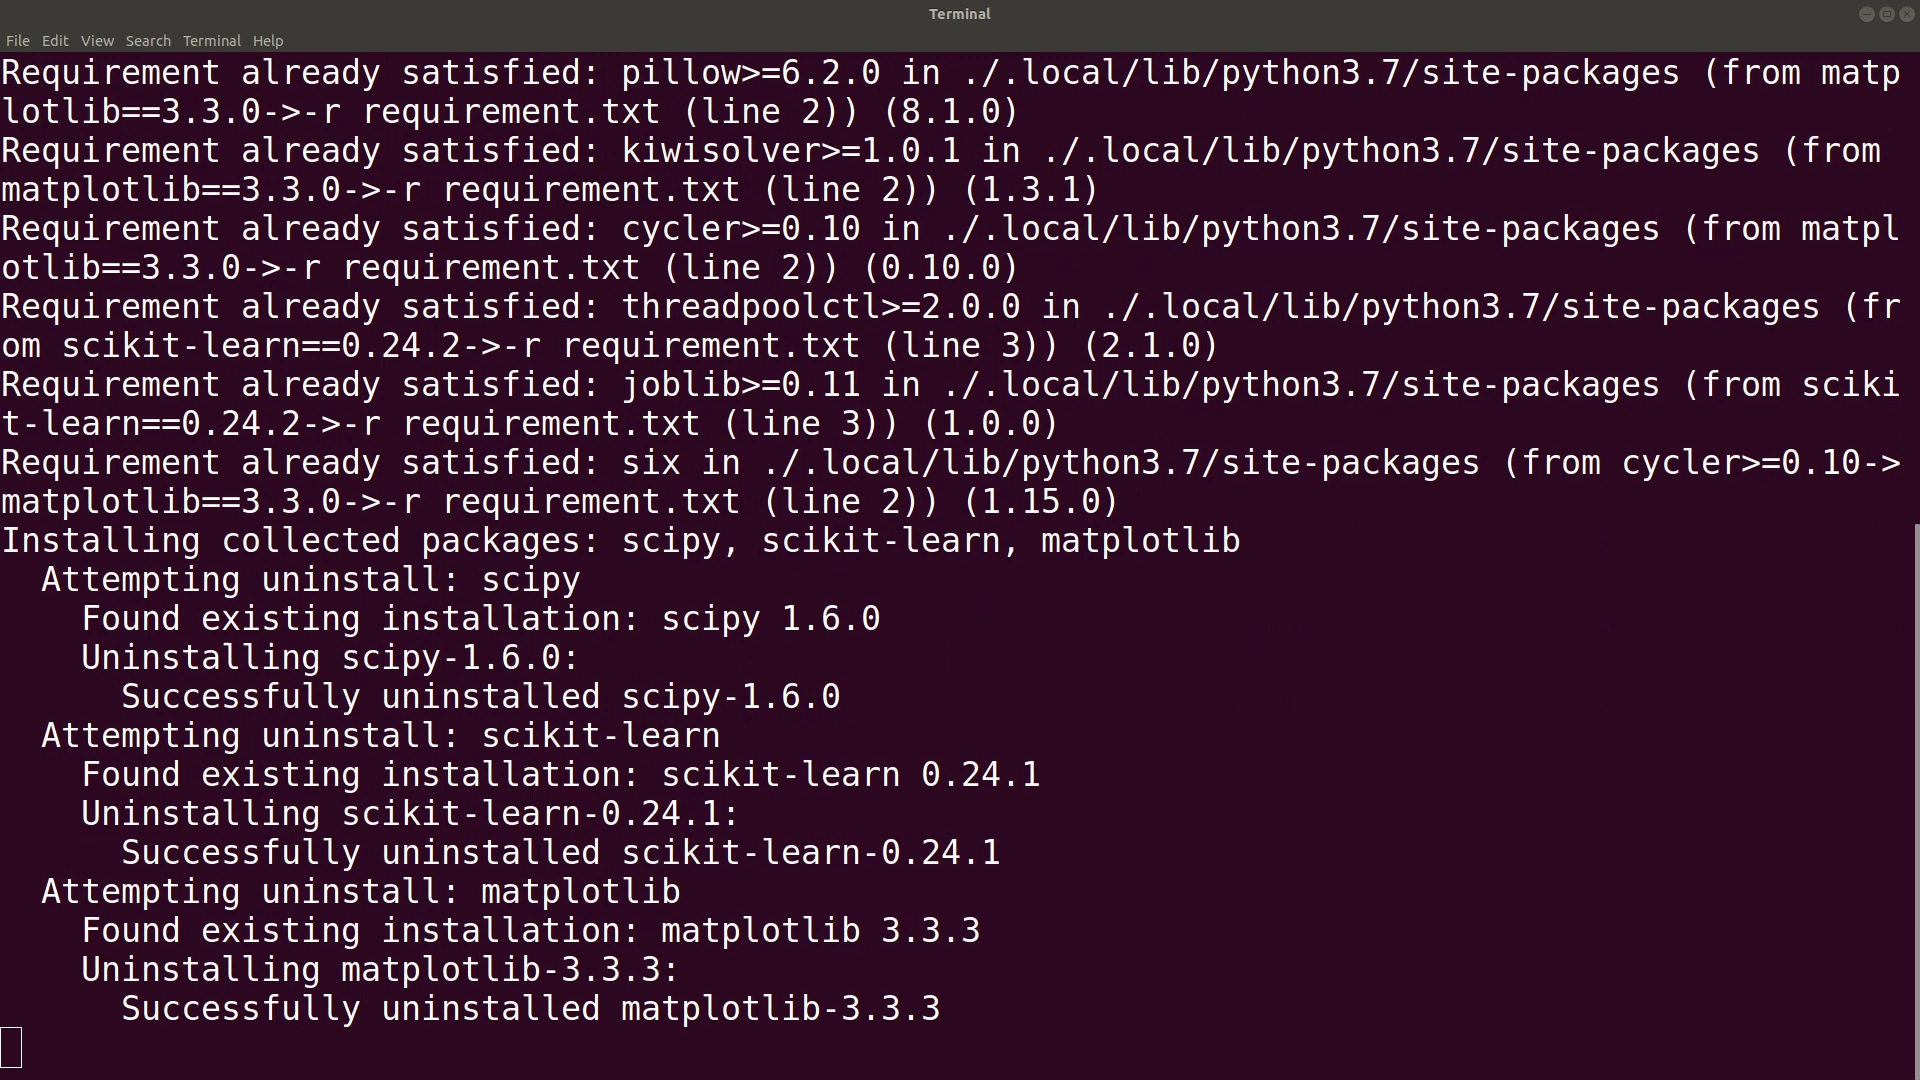 Terminal
File Edit View Search Terminal Help
Requirement already satisfied: pillow>=6.2.0 in ./.local/lib/python3.7/site-packages (from matp
lotlib==3.3.0->-r requirement.txt (line 2)) (8.1.0)
Requirement already satisfied: kiwisolver>=1.0.1 in ./.local/lib/python3.7/site-packages (from
matplotlib==3.3.0->-r requirement.txt (line 2)) (1.3.1)
Requirement already satisfied: cycler>=0.10 in ./.local/lib/python3.7/site-packages (from matpl
otlib==3.3.0->-r requirement.txt (line 2)) (0.10.0)
Requirement already satisfied: threadpoolctl>=2.0.0 in ./.local/lib/python3.7/site-packages (fr
om scikit-learn==0.24.2->-r requirement.txt (line 3)) (2.1.0)
Requirement already satisfied: joblib>=0.11 in ./.local/lib/python3.7/site-packages (from sciki
t-learn==0.24.2->-r requirement.txt (line 3)) (1.0.0)
Requirement already satisfied: six in ./.local/lib/python3.7/site-packages (from cycler>=0.10->
matplotlib==3.3.0->-r requirement.txt (line 2)) (1.15.0)
Installing collected packages: scipy, scikit-learn, matplotlib
  Attempting uninstall: scipy
    Found existing installation: scipy 1.6.0
    Uninstalling scipy-1.6.0:
      Successfully uninstalled scipy-1.6.0
  Attempting uninstall: scikit-learn
    Found existing installation: scikit-learn 0.24.1
    Uninstalling scikit-learn-0.24.1:
      Successfully uninstalled scikit-learn-0.24.1
  Attempting uninstall: matplotlib
    Found existing installation: matplotlib 3.3.3
    Uninstalling matplotlib-3.3.3:
      Successfully uninstalled matplotlib-3.3.3